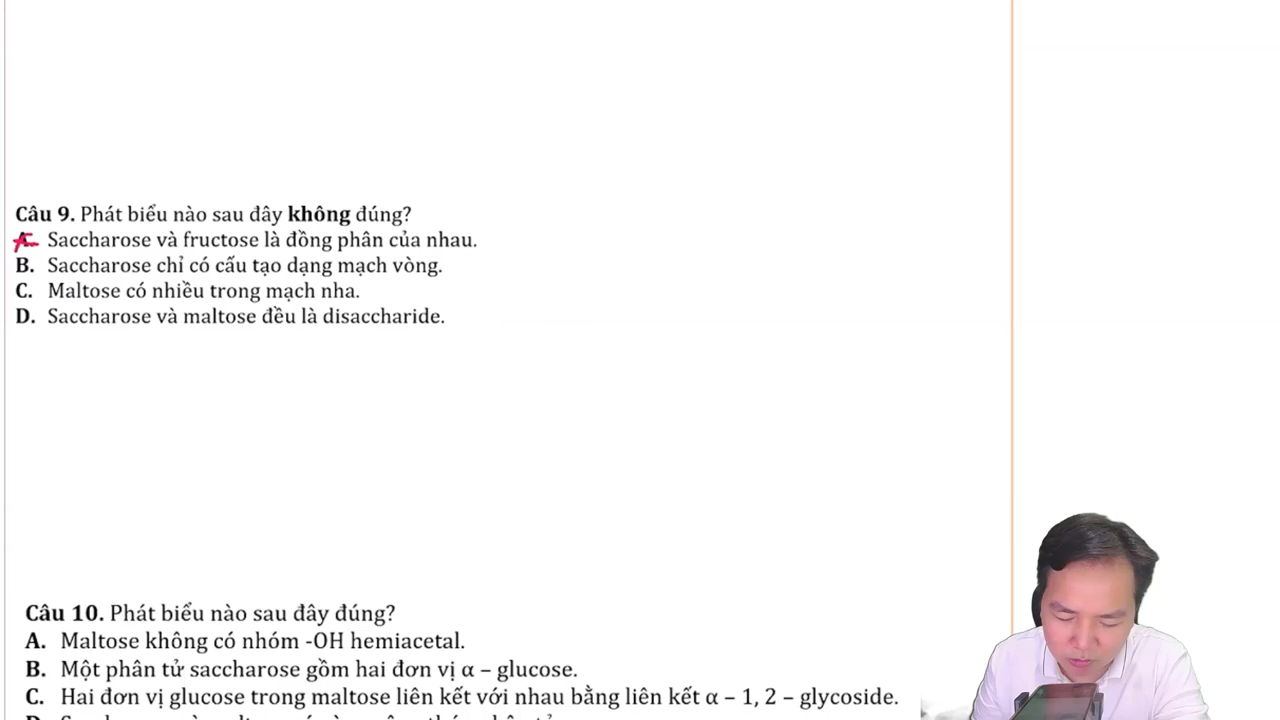 Câu 9. Phát biểu nào sau đây không đúng?
A. Saccharose và fructose là đồng phân của nhau.
B. Saccharose chỉ có cấu tạo dạng mạch vòng.
C. Maltose có nhiều trong mạch nha.
D. Saccharose và maltose đều là disaccharide.
Câu 10. Phát biểu nào sau đây đúng?
A. Maltose không có nhóm -OH hemiacetal.
B. Một phân tử saccharose gồm hai đơn vị α – glucose.
C. Hai đơn vị glucose trong maltose liên kết với nhau bằng liên kết α – 1, 2 – glycoside.